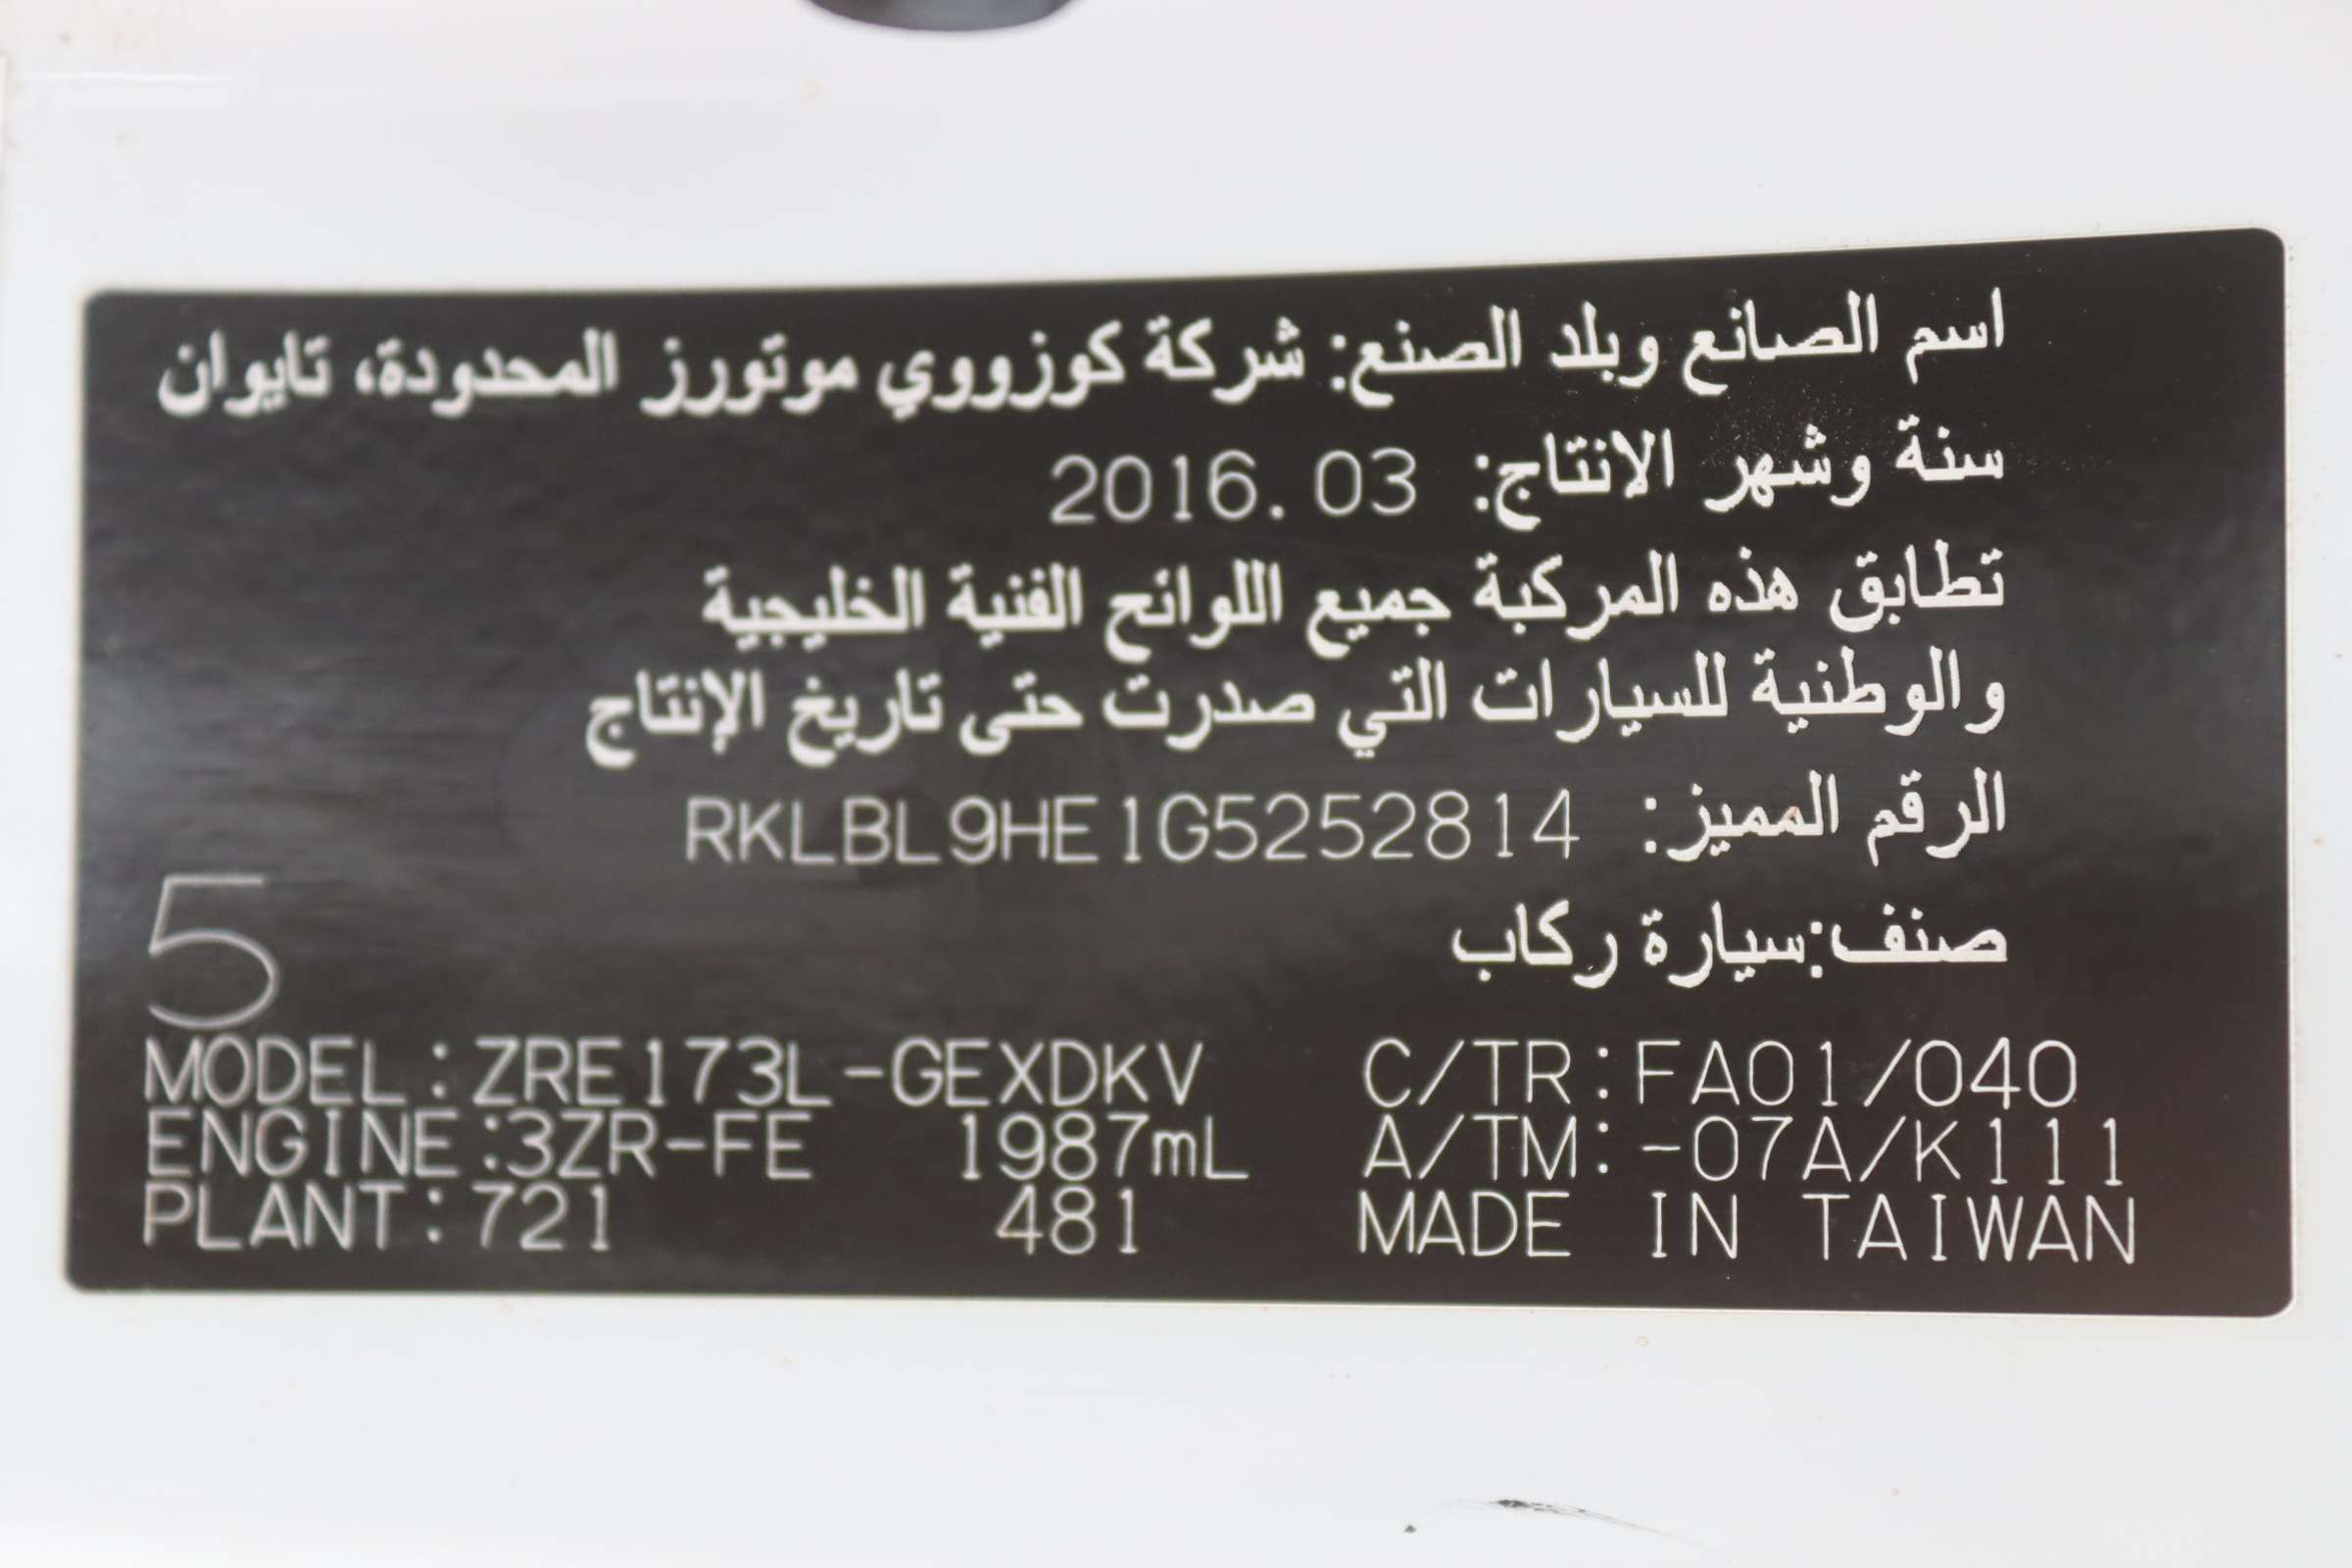 اسم الصانع وبلد الصنع: شركة كوزووي موتورز المحدودة، تايوان
سنة وشهر الانتاج: 2016.03
تطابق هذه المركبة جميع اللوائح الفنية الخليجية
والوطنية للسيارات التي صدرت حتى تاريخ الإنتاج
الرقم المميز: RKLBL9HE1G5252814
صنف:سيارة ركاب
5
MODEL:ZRE173L-GEXDKV C/TR:FA01/040
ENGINE:3ZR-FE 1987mL A/TM:-07A/K111
PLANT:721 481 MADE IN TAIWAN